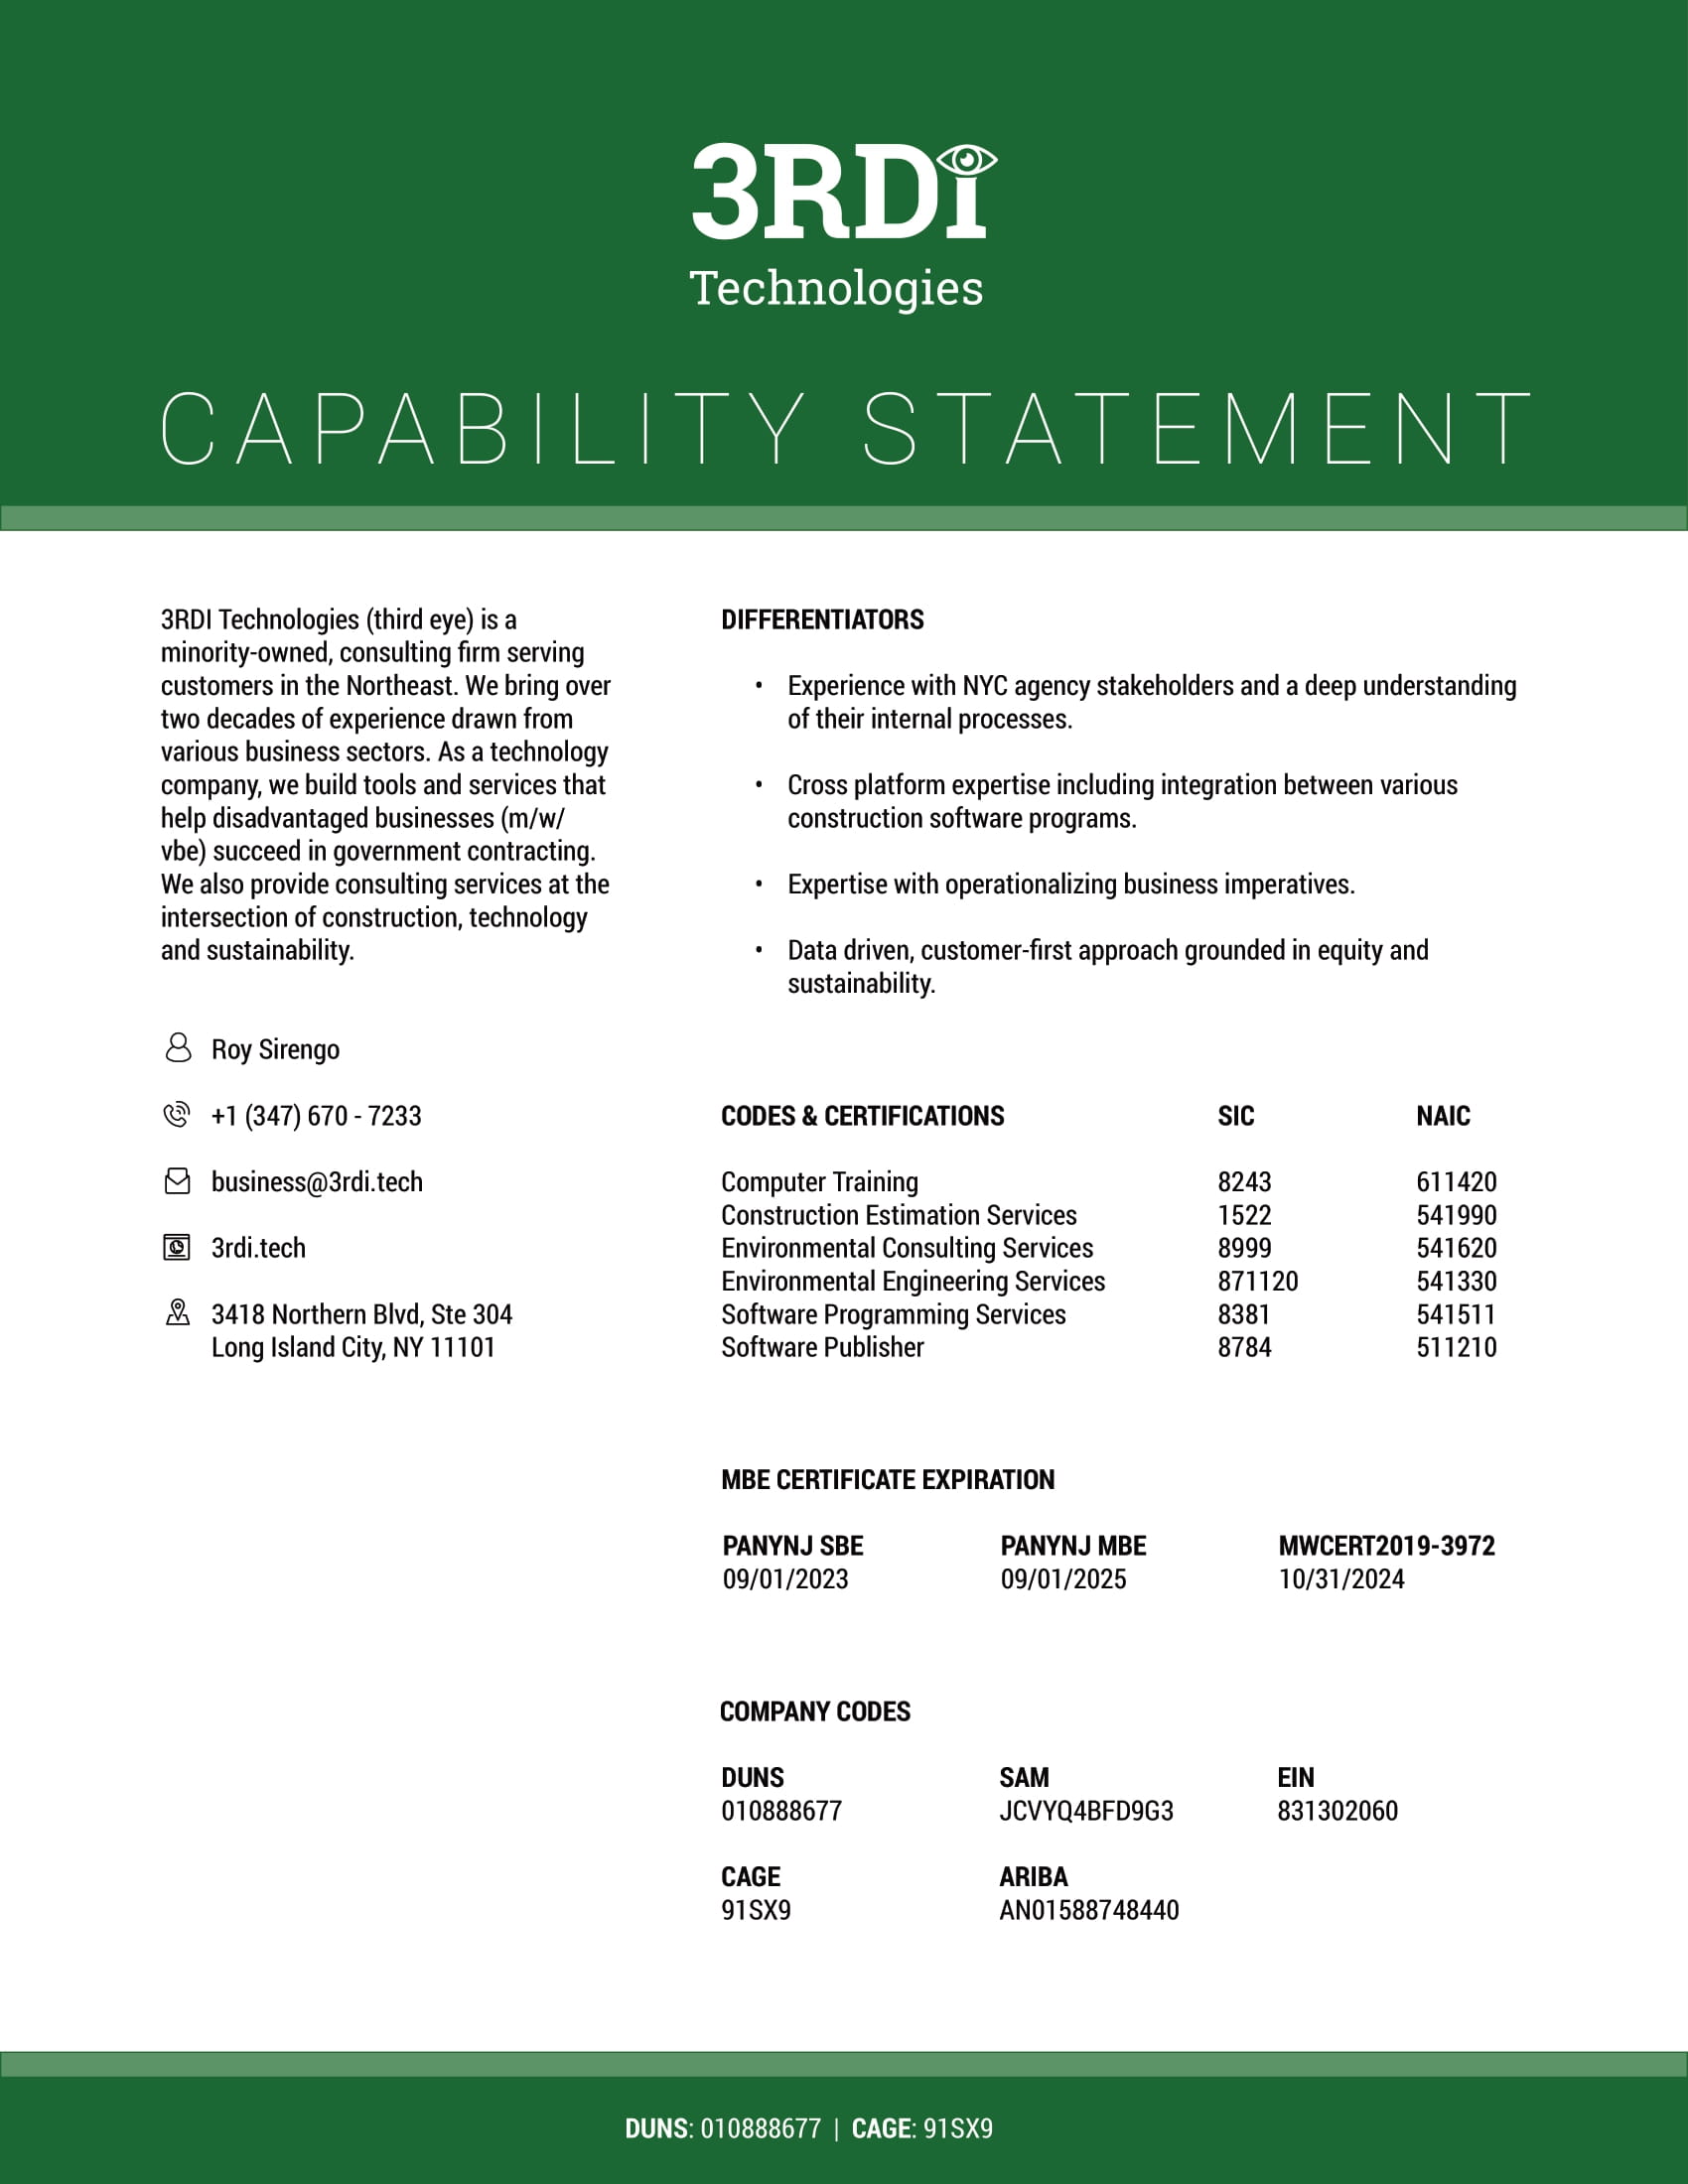 3RDi
Technologies
CAPABILITY STATEMENT
3RDI Technologies (third eye) is a
minority-owned, consulting firm serving
customers in the Northeast. We bring over
two decades of experience drawn from
various business sectors. As a technology
company, we build tools and services that
help disadvantaged businesses (m/w/
vbe) succeed in government contracting.
We also provide consulting services at the
intersection of construction, technology
and sustainability.
Roy Sirengo
+1 (347) 670 - 7233
business@3rdi.tech
3rdi.tech
3418 Northern Blvd, Ste 304
Long Island City, NY 11101
DIFFERENTIATORS
• Experience with NYC agency stakeholders and a deep understanding
of their internal processes.
• Cross platform expertise including integration between various
construction software programs.
• Expertise with operationalizing business imperatives.
• Data driven, customer-first approach grounded in equity and
sustainability.
CODES & CERTIFICATIONS SIC NAIC
Computer Training 8243 611420
Construction Estimation Services 1522 541990
Environmental Consulting Services 8999 541620
Environmental Engineering Services 871120 541330
Software Programming Services 8381 541511
Software Publisher 8784 511210
MBE CERTIFICATE EXPIRATION
PANYNJ SBE PANYNJ MBE MWCERT2019-3972
09/01/2023 09/01/2025 10/31/2024
COMPANY CODES
DUNS SAM EIN
010888677 JCVYQ4BFD9G3 831302060
CAGE ARIBA
91SX9 AN01588748440
DUNS: 010888677 | CAGE: 91SX9